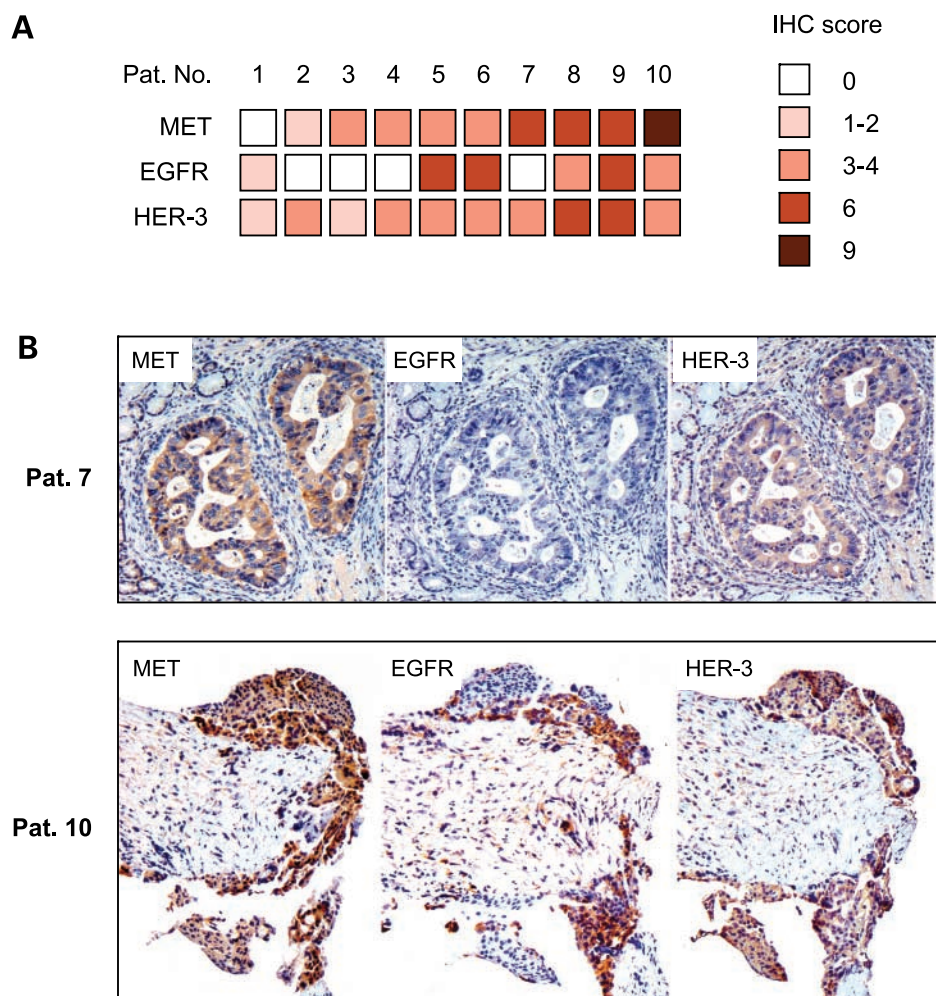 A
IHC score
Pat. No. 1 2 3 4 5 6 7 8 9 10
MET
EGFR
HER-3
0
1-2
3-4
6
9
B
MET EGFR HER-3
Pat. 7
MET EGFR HER-3
Pat. 10